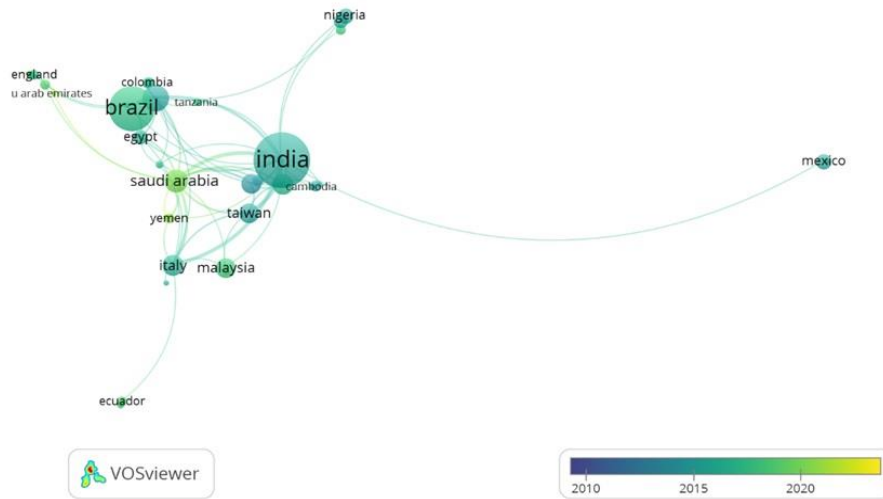 nigeria
england
colombia
u arab emirates
tanzania
brazil
egypt
india
mexico
saudi arabia
cambodia
yemen
taiwan
italy
malaysia
ecuador
VOSviewer
2010
2015
2020